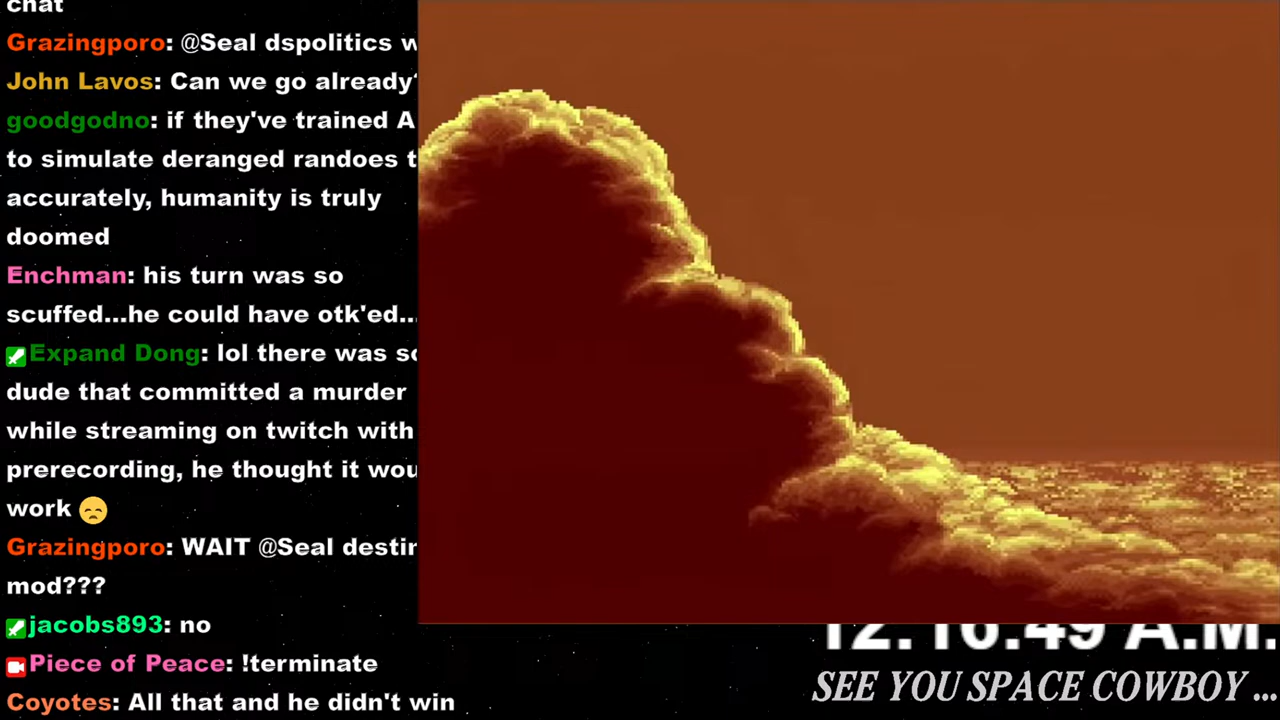 chat
Grazingporo: @Seal dspolitics
John Lavos: Can we go already
goodgodno: if they've trained
to simulate deranged randoes
accurately, humanity is truly
doomed
Enchman: his turn was so
scuffed...he could have otk'ed...
Expand Dong: lol there was
dude that committed a murder
while streaming on twitch with
prerecording, he thought it
work 😞
Grazingporo: WAIT @Seal
mod???
jacobs893: no
Piece of Peace: !terminate
Coyotes: All that and he didn't win
12:16:49 A.M.
SEE YOU SPACE COWBOY ...